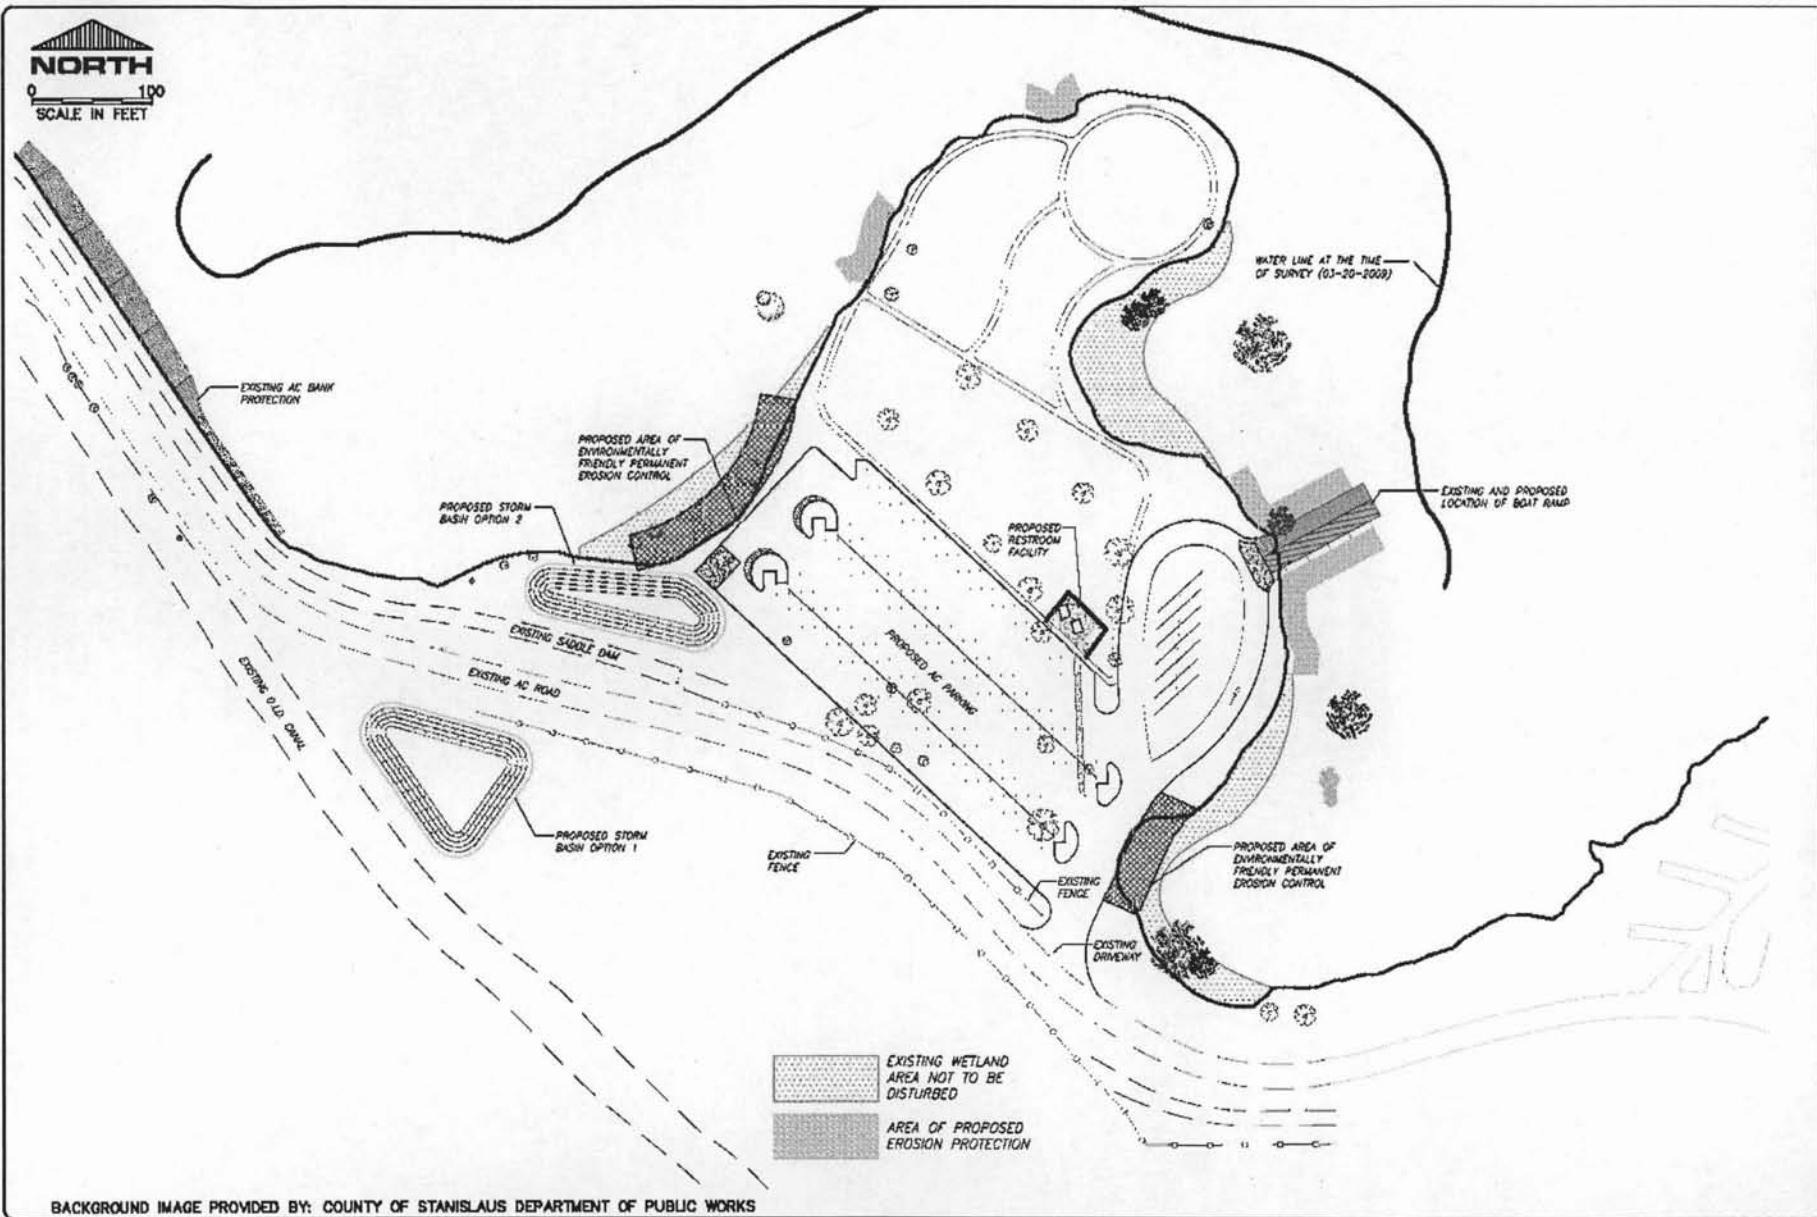 NORTH
0 100
SCALE IN FEET
WATER LINE AT THE TIME
OF SURVEY (03-20-2009)
EXISTING AC BANK
PROTECTION
PROPOSED AREA OF
ENVIRONMENTALLY
FRIENDLY PERMANENT
EROSION CONTROL
PROPOSED STORM
BASIN OPTION 2
EXISTING AND PROPOSED
LOCATION OF BOAT RAMP
PROPOSED
RESTROOM
FACILITY
EXISTING SADDLE DAM
EXISTING AC ROAD
EXISTING O.I.D. CANAL
PROPOSED AC PARKING
PROPOSED STORM
BASIN OPTION 1
EXISTING
FENCE
EXISTING
FENCE
PROPOSED AREA OF
ENVIRONMENTALLY
FRIENDLY PERMANENT
EROSION CONTROL
EXISTING
DRIVEWAY
EXISTING WETLAND
AREA NOT TO BE
DISTURBED
AREA OF PROPOSED
EROSION PROTECTION
BACKGROUND IMAGE PROVIDED BY: COUNTY OF STANISLAUS DEPARTMENT OF PUBLIC WORKS